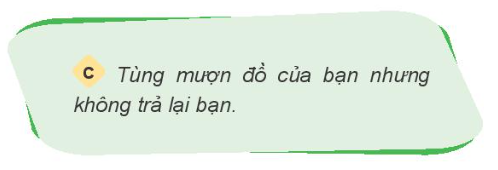 C Tùng mượn đồ của bạn nhưng
không trả lại bạn.